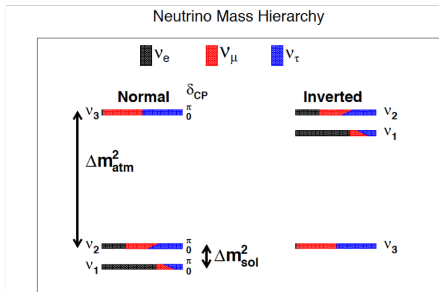 Neutrino Mass Hierarchy
νe νμ ντ
Normal δCP Inverted
ν3 π 0 ν2
ν1
Δm²atm
ν2 π 0 Δm²sol ν3
ν1 π 0